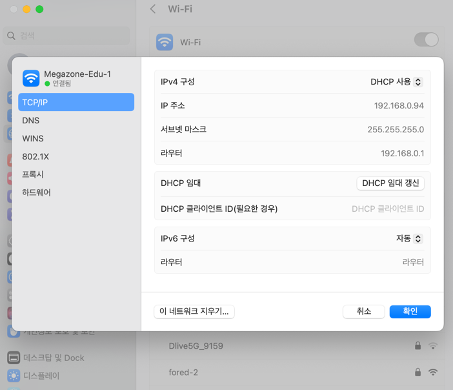 Wi-Fi
검색
Wi-Fi
Megazone-Edu-1
연결됨
TCP/IP
DNS
WINS
802.1X
프록시
하드웨어
IPv4 구성 DHCP 사용
IP 주소 192.168.0.94
서브넷 마스크 255.255.255.0
라우터 192.168.0.1
DHCP 임대 DHCP 임대 갱신
DHCP 클라이언트 ID(필요한 경우) DHCP 클라이언트 ID
IPv6 구성 자동
라우터 라우터
이 네트워크 지우기... 취소 확인
Dlive5G_9159
데스크탑 및 Dock
fored-2
디스플레이